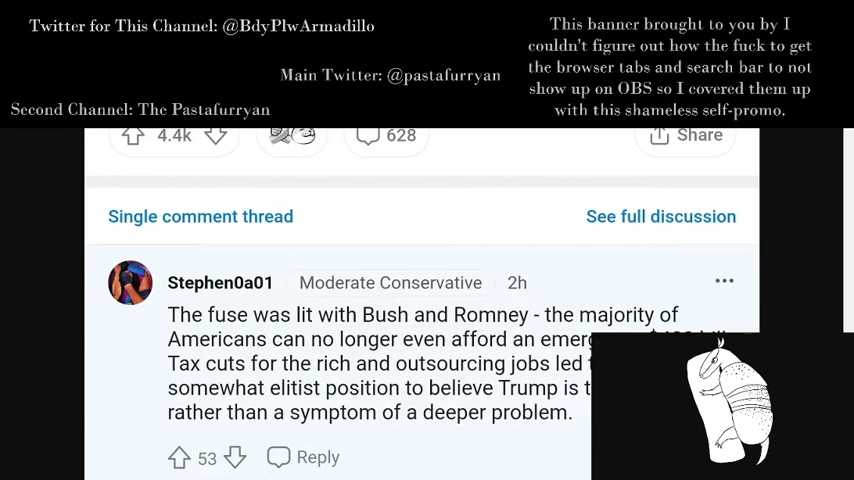 Twitter for This Channel: @BdyPlwArmadillo
Main Twitter: @pastafurryan
Second Channel: The Pastafurryan
This banner brought to you by I
couldn't figure out how the fuck to get
the browser tabs and search bar to not
show up on OBS so I covered them up
with this shameless self-promo.
4.4k
628
Share
Single comment thread
See full discussion
Stephen0a01
Moderate Conservative
2h
The fuse was lit with Bush and Romney - the majority of
Americans can no longer even afford an
Tax cuts for the rich and outsourcing jobs led
somewhat elitist position to believe Trump is
rather than a symptom of a deeper problem.
53
Reply